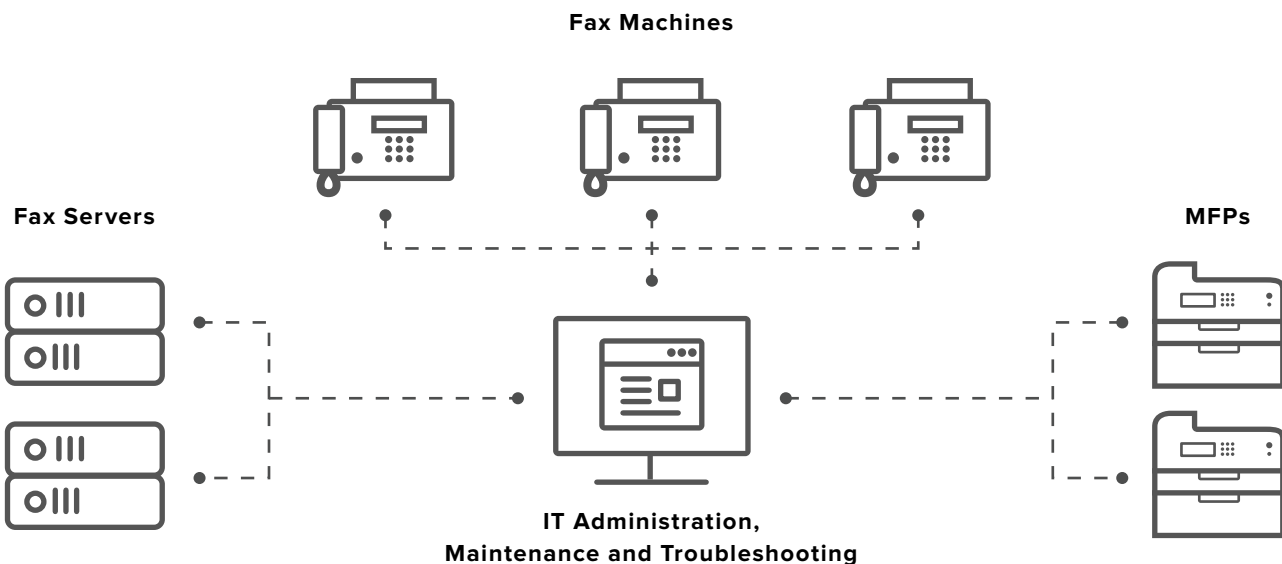 Fax Machines
Fax Servers
MFPs
IT Administration,
Maintenance and Troubleshooting